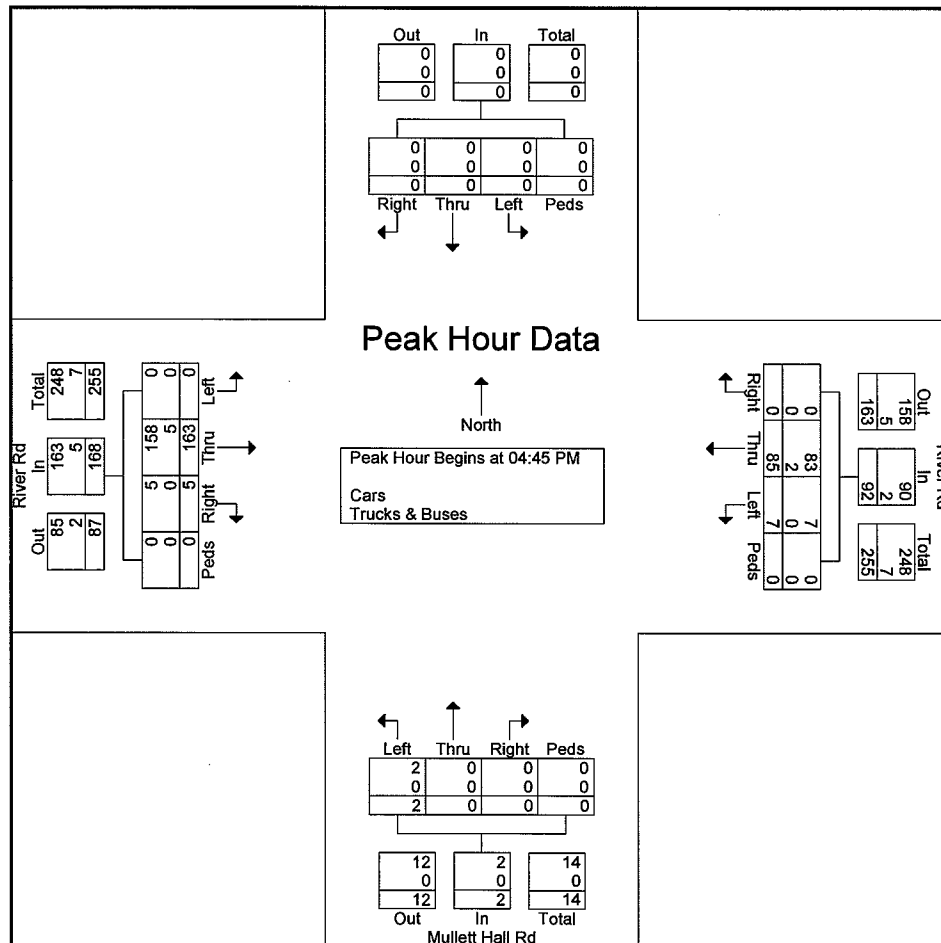 Out In Total
0 0 0
0 0 0
0 0 0
0 0 0 0
0 0 0 0
0 0 0 0
Right Thru Left Peds
Peak Hour Data
North
Peak Hour Begins at 04:45 PM
Cars
Trucks & Buses
River Rd
Total In Out
248 163 85
7 5 2
255 168 87
0 158 5 0
0 5 0 0
0 163 5 0
Left Thru Right Peds
Right Thru Left Peds
0 85 7 0
0 2 0 0
0 83 7 0
163 92 255
5 2 7
158 90 248
Out In Total
River Rd
Left Thru Right Peds
2 0 0 0
0 0 0 0
2 0 0 0
12 2 14
0 0 0
12 2 14
Out In Total
Mullett Hall Rd